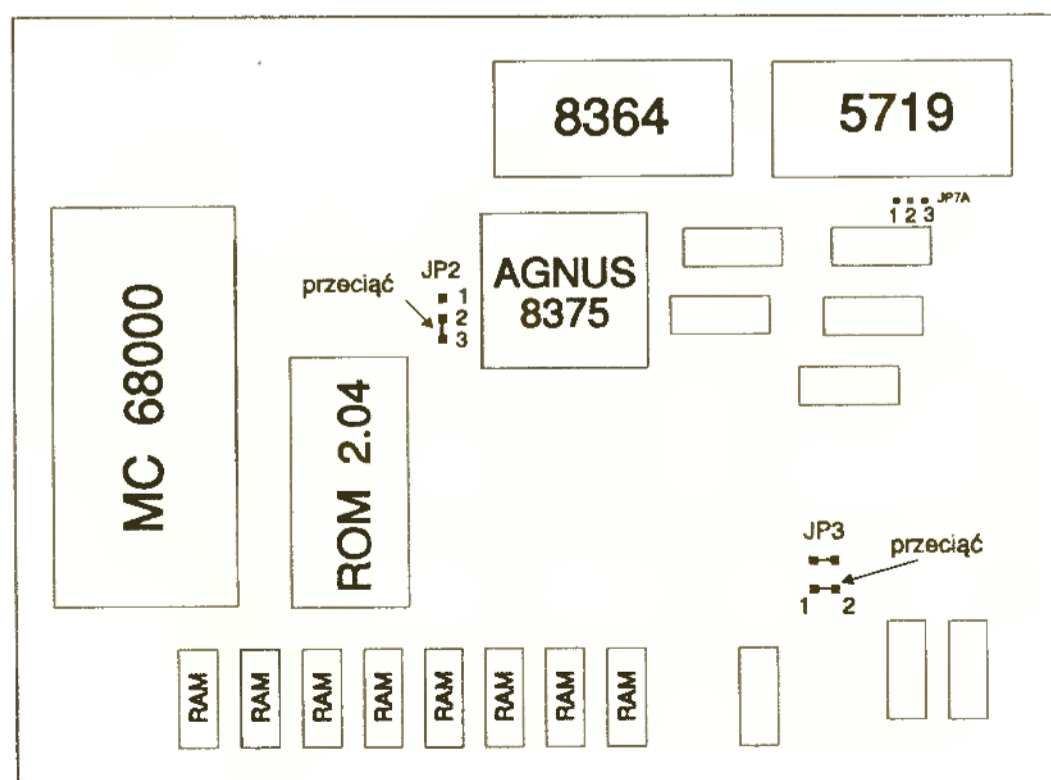 8364
5719
1 2 3 JP7A
AGNUS
8375
JP2
przeciąć
1
2
3
MC 68000
ROM 2.04
JP3
przeciąć
1 2
RAM RAM RAM RAM RAM RAM RAM RAM